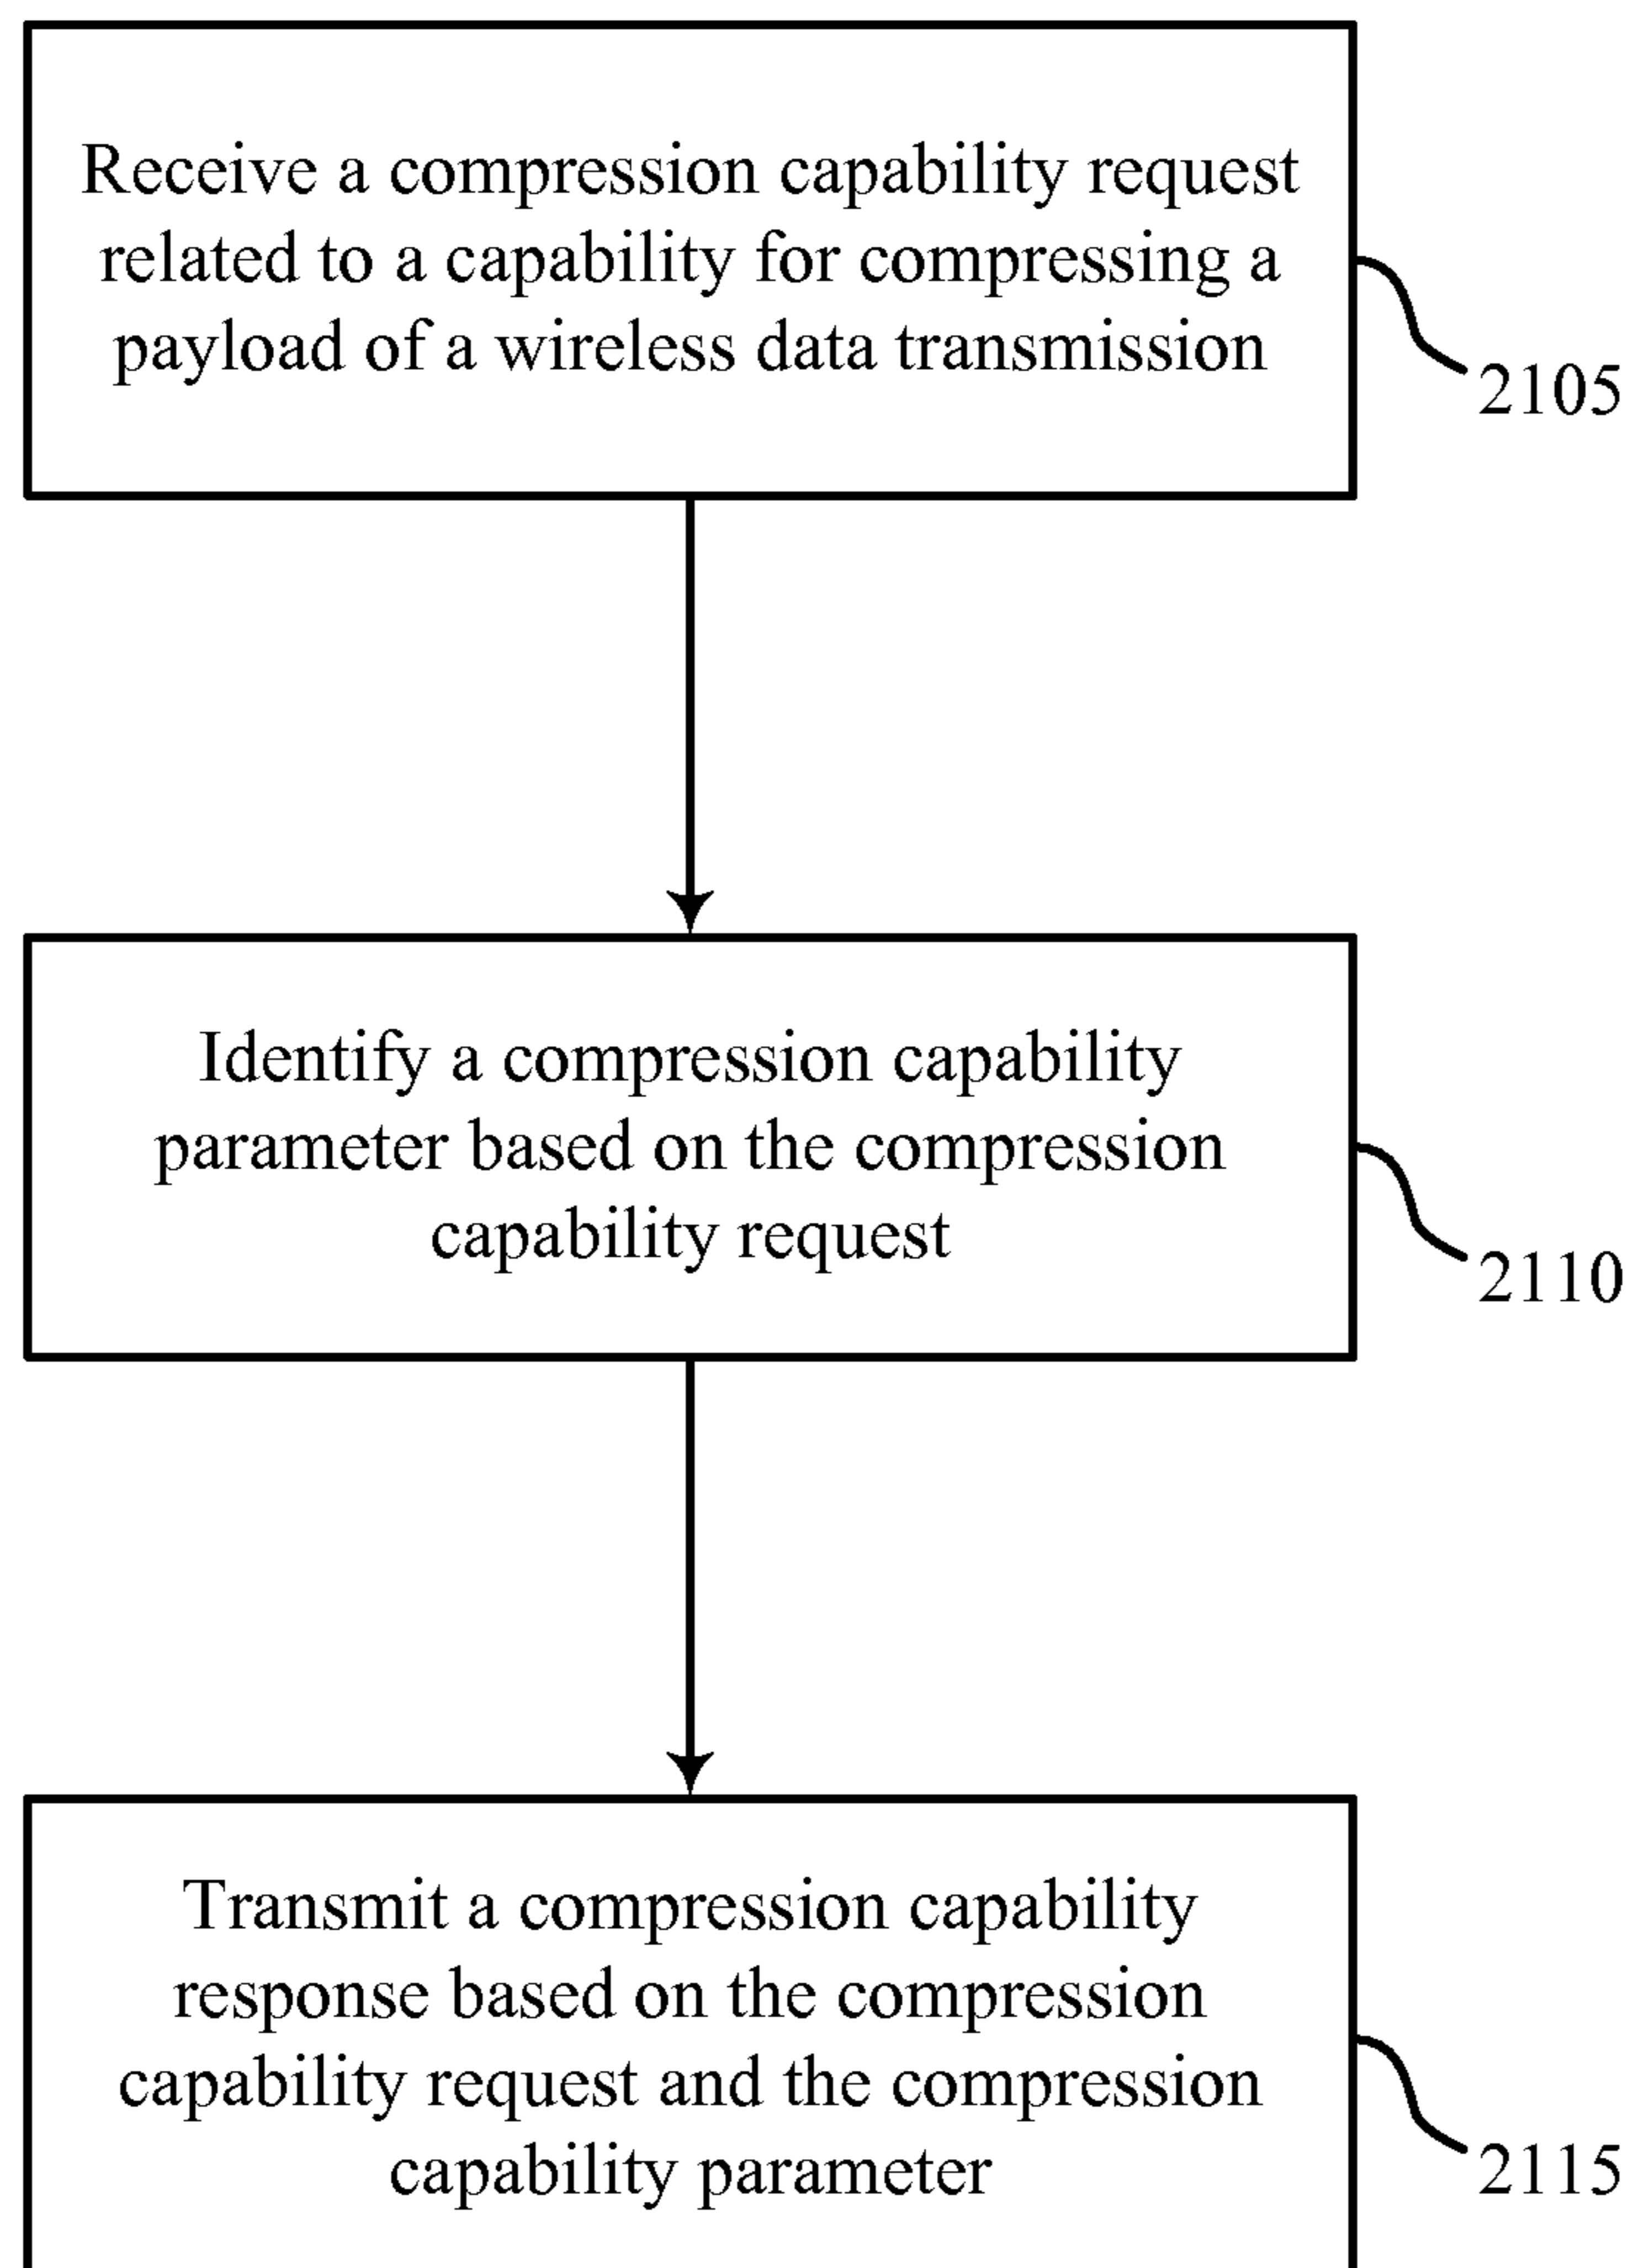 Receive a compression capability request
related to a capability for compressing a
payload of a wireless data transmission
2105
Identify a compression capability
parameter based on the compression
capability request
2110
Transmit a compression capability
response based on the compression
capability request and the compression
capability parameter
2115